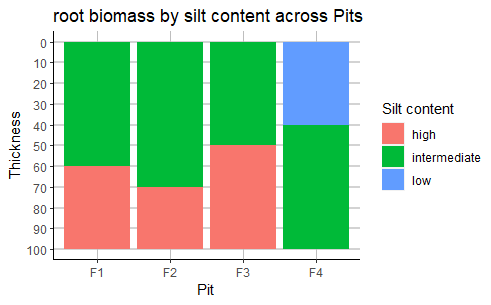 root biomass by silt content across Pits
Thickness
0
10
20
30
40
50
60
70
80
90
100
F1 F2 F3 F4
Pit
Silt content
high
intermediate
low